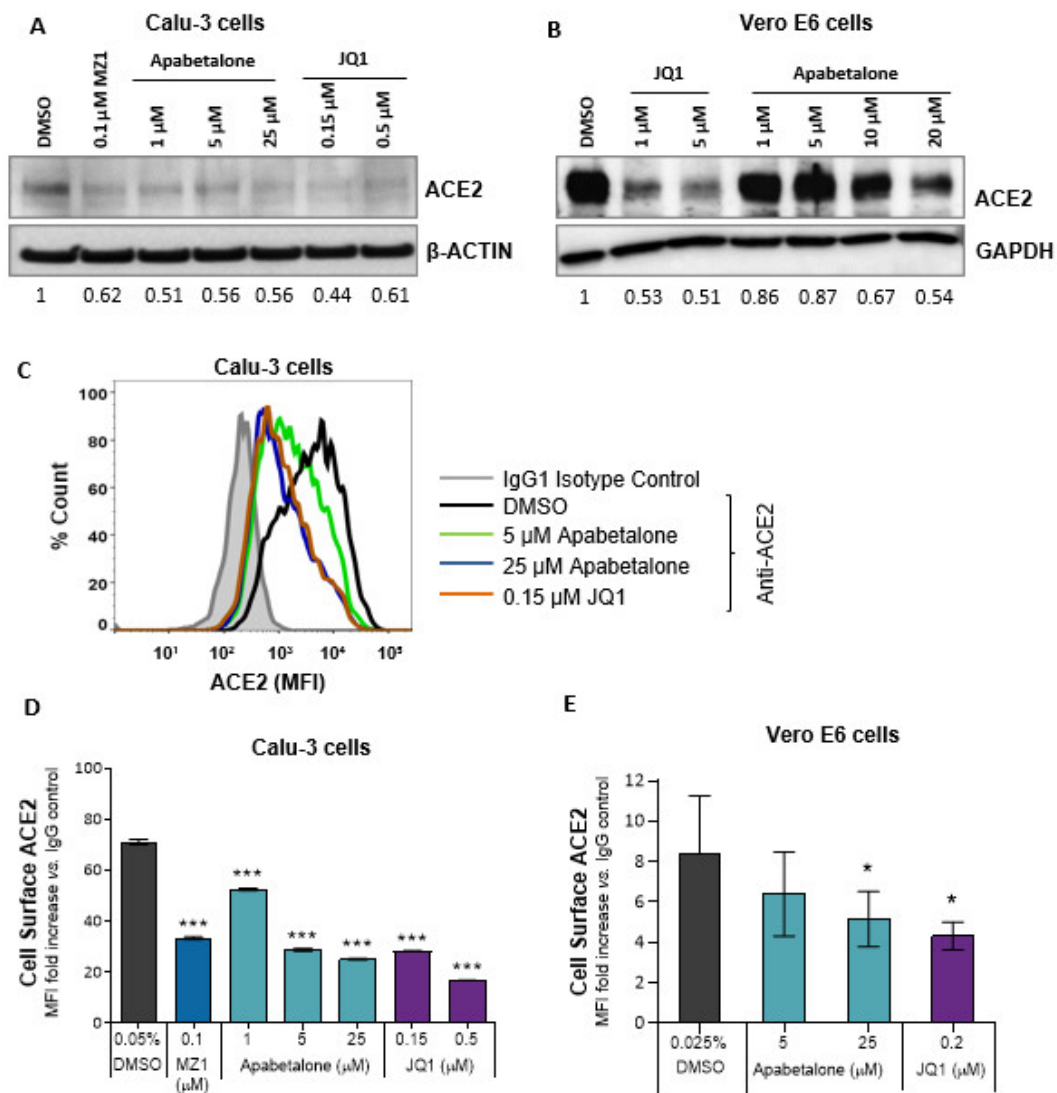 A
Calu-3 cells
DMSO
0.1 μM MZ1
Apabetalone
1 μM
5 μM
25 μM
JQ1
0.15 μM
0.5 μM
ACE2
β-ACTIN
1 0.62 0.51 0.56 0.56 0.44 0.61
B
Vero E6 cells
DMSO
JQ1
1 μM
5 μM
Apabetalone
1 μM
5 μM
10 μM
20 μM
ACE2
GAPDH
1 0.53 0.51 0.86 0.87 0.67 0.54
C
Calu-3 cells
% Count
100
80
60
40
20
0
10¹ 10² 10³ 10⁴ 10⁵
ACE2 (MFI)
IgG1 Isotype Control
DMSO
5 μM Apabetalone
25 μM Apabetalone
0.15 μM JQ1
Anti-ACE2
D
Calu-3 cells
Cell Surface ACE2
MFI fold increase vs. IgG control
100
80
60
40
20
0
*** *** *** *** *** ***
0.05% 0.1 1 5 25 0.15 0.5
DMSO MZ1 Apabetalone (μM) JQ1 (μM)
(μM)
E
Vero E6 cells
Cell Surface ACE2
MFI fold increase vs. IgG control
12
10
8
6
4
2
0
* *
0.025% 5 25 0.2
DMSO Apabetalone (μM) JQ1 (μM)